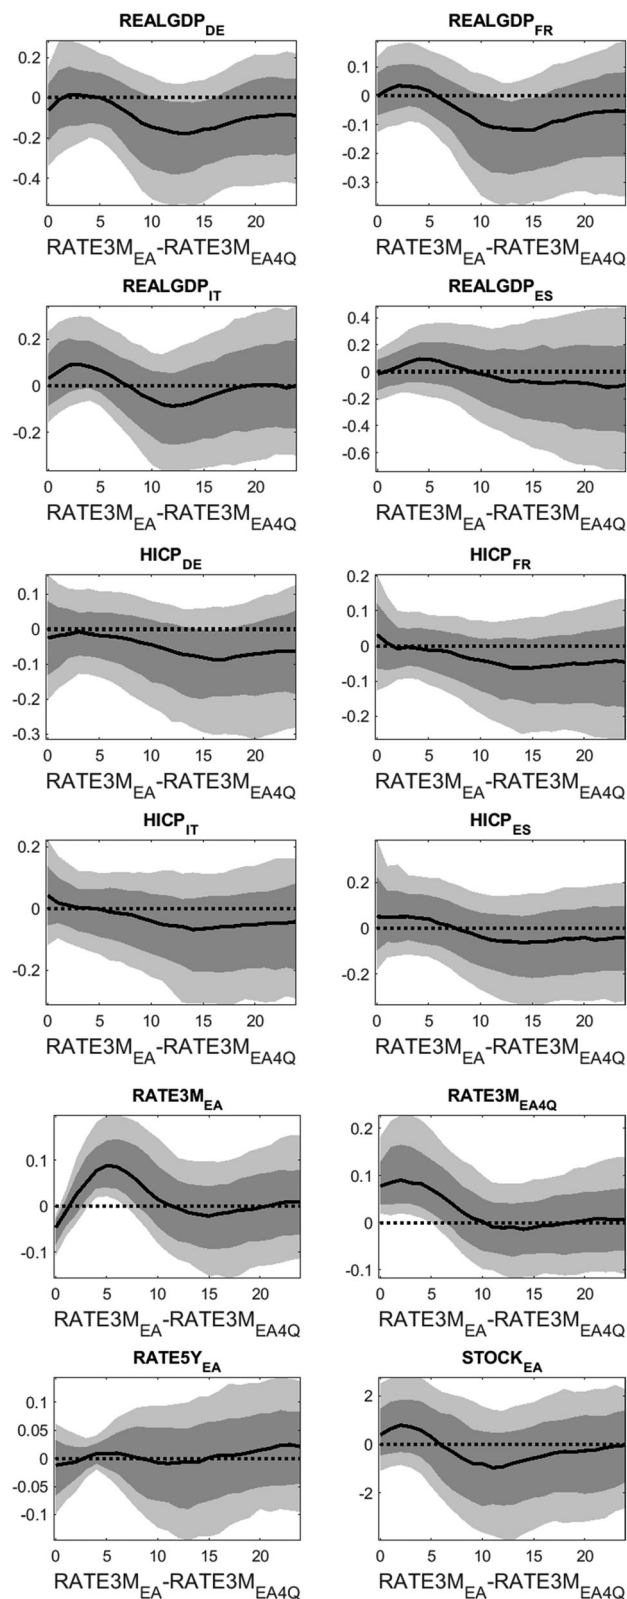 REALGDP_DE REALGDP_FR
0.2 0.1
0 0
-0.2 -0.1
-0.2
-0.4 -0.3
0 5 10 15 20 0 5 10 15 20
RATE3M_EA-RATE3M_EA4Q RATE3M_EA-RATE3M_EA4Q
REALGDP_IT REALGDP_ES
0.4
0.2 0.2
0 0
-0.2
-0.2 -0.4
-0.6
0 5 10 15 20 0 5 10 15 20
RATE3M_EA-RATE3M_EA4Q RATE3M_EA-RATE3M_EA4Q
HICP_DE HICP_FR
0.2
0.1 0.1
0 0
-0.1 -0.1
-0.2 -0.2
-0.3
0 5 10 15 20 0 5 10 15 20
RATE3M_EA-RATE3M_EA4Q RATE3M_EA-RATE3M_EA4Q
HICP_IT HICP_ES
0.2 0.2
0 0
-0.2 -0.2
0 5 10 15 20 0 5 10 15 20
RATE3M_EA-RATE3M_EA4Q RATE3M_EA-RATE3M_EA4Q
RATE3M_EA RATE3M_EA4Q
0.2
0.1 0.1
0 0
-0.1 -0.1
0 5 10 15 20 0 5 10 15 20
RATE3M_EA-RATE3M_EA4Q RATE3M_EA-RATE3M_EA4Q
RATE5Y_EA STOCK_EA
0.1 2
0.05
0 0
-0.05 -2
-0.1
0 5 10 15 20 0 5 10 15 20
RATE3M_EA-RATE3M_EA4Q RATE3M_EA-RATE3M_EA4Q